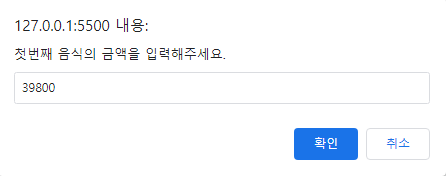 127.0.0.1:5500 내용:
첫번째 음식의 금액을 입력해주세요.
39800
확인 취소